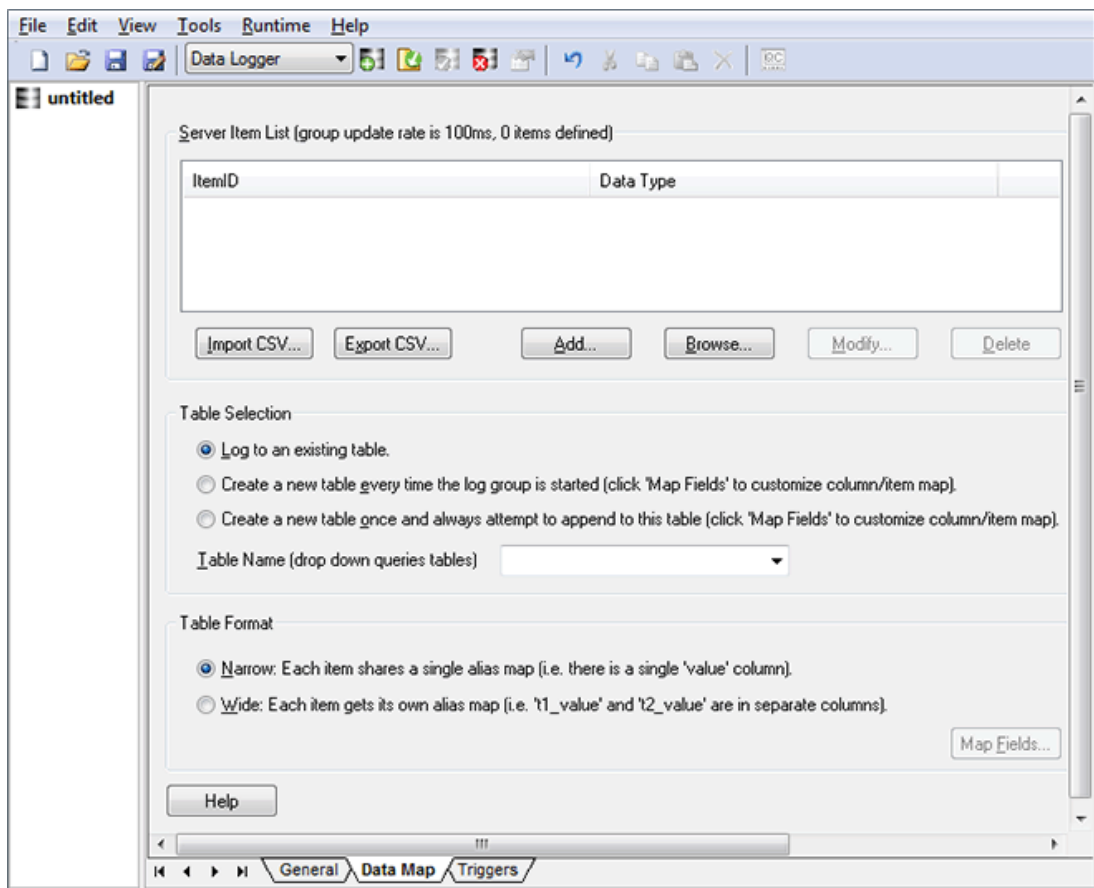 File Edit View Tools Runtime Help
Data Logger
untitled
Server Item List (group update rate is 100ms, 0 items defined)
ItemID Data Type
Import CSV... Export CSV... Add... Browse... Modify... Delete
Table Selection
Log to an existing table.
Create a new table every time the log group is started (click 'Map Fields' to customize column/item map).
Create a new table once and always attempt to append to this table (click 'Map Fields' to customize column/item map).
Table Name (drop down queries tables)
Table Format
Narrow: Each item shares a single alias map (i.e. there is a single 'value' column).
Wide: Each item gets its own alias map (i.e. 't1_value' and 't2_value' are in separate columns).
Map Fields...
Help
General Data Map Triggers